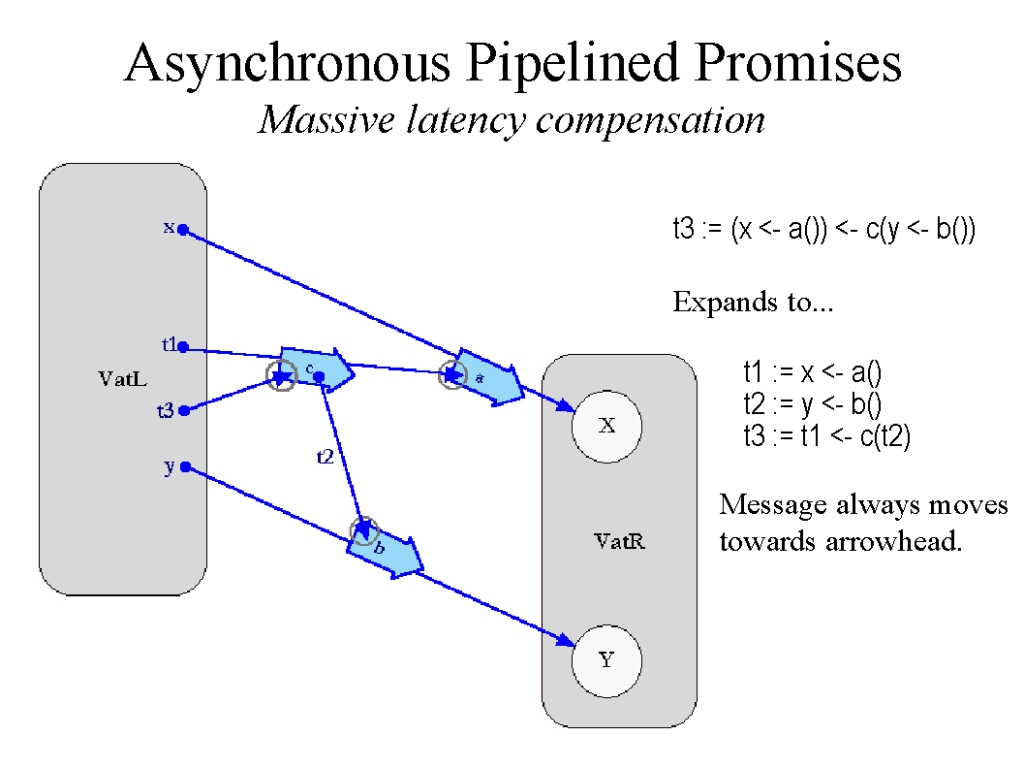 Asynchronous Pipelined Promises
Massive latency compensation
x
t1
VatL
t3
y
c
a
t2
b
X
VatR
Y
t3 := (x <- a()) <- c(y <- b())
Expands to...
t1 := x <- a()
t2 := y <- b()
t3 := t1 <- c(t2)
Message always moves
towards arrowhead.